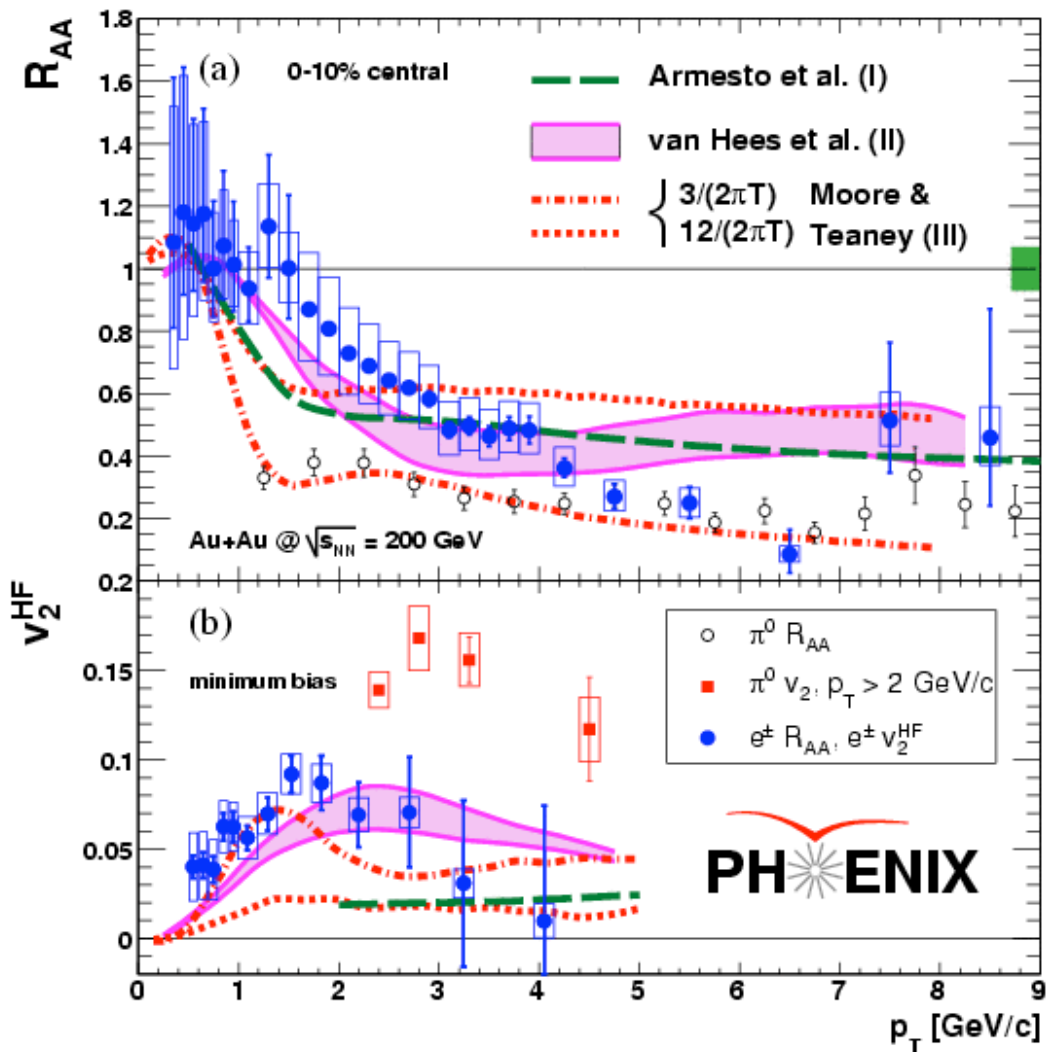 R_AA
1.8
1.6
1.4
1.2
1
0.8
0.6
0.4
0.2
(a)
0-10% central
Armesto et al. (I)
van Hees et al. (II)
3/(2πT) Moore &
12/(2πT) Teaney (III)
Au+Au @ √s_NN = 200 GeV
v_2^HF
0.2
0.15
0.1
0.05
0
(b)
minimum bias
π⁰ R_AA
π⁰ v_2, p_T > 2 GeV/c
e± R_AA, e± v_2^HF
PHENIX
0 1 2 3 4 5 6 7 8 9
p_T [GeV/c]